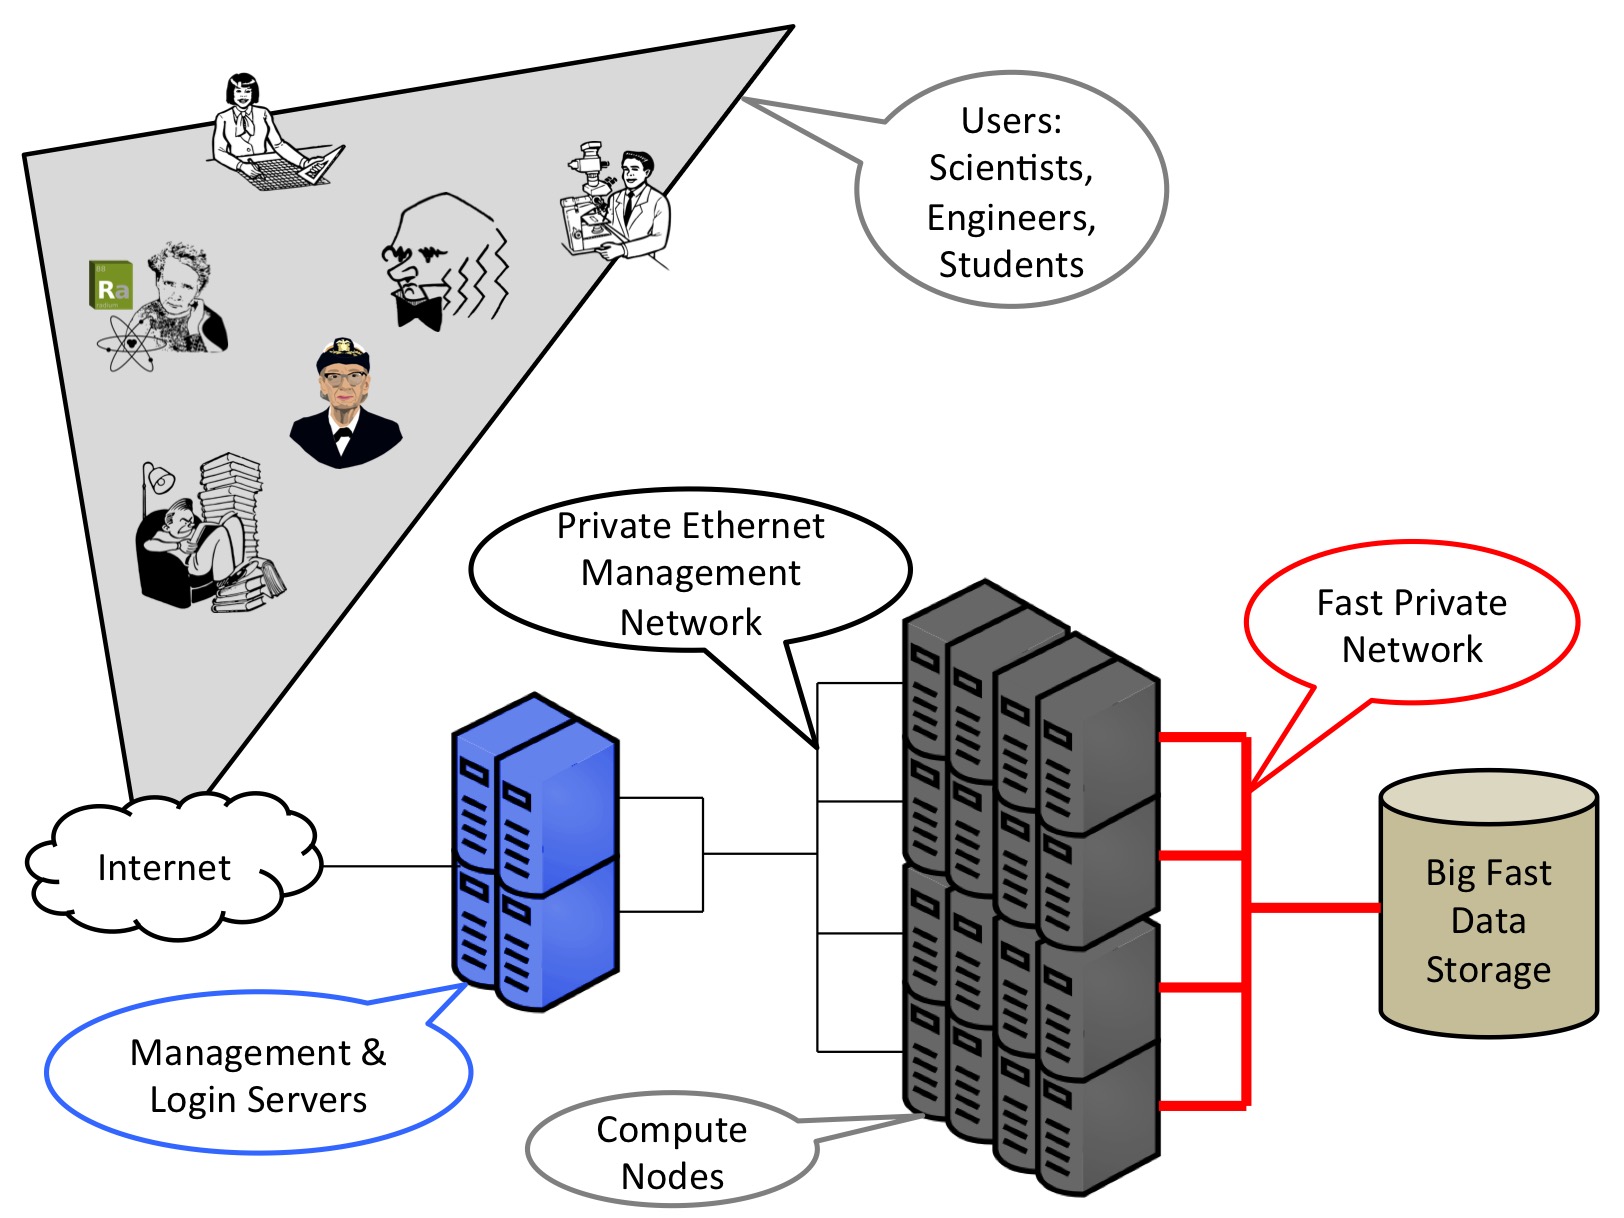 Users:
Scientists,
Engineers,
Students
88
Ra
radium
Private Ethernet
Management
Network
Fast Private
Network
Internet
Big Fast
Data
Storage
Management &
Login Servers
Compute
Nodes